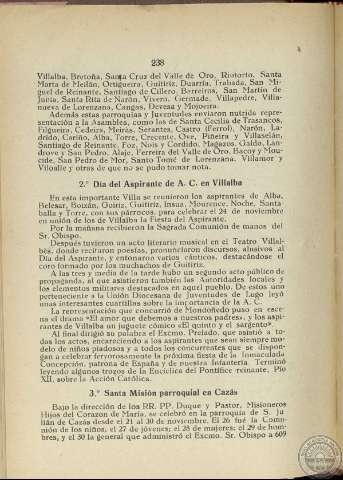 238
Villalba, Bretoña, Santa Cruz del Valle de Oro, Riotorto, Santa
Marta de Meilán, Ortigueira, Guitiriz, Duarría, Trabada, San Mi-
guel de Reinante, Santiago de Cillero, Barreiros, San Martin de
Jania, Santa Rita de Narón, Vivero, Germade, Villapedre, Villa-
nueva de Lorenzana, Cangas, Devesa y Mojoeira.
Además estas parroquias y Juventudes enviaron nutrida repre-
sentación a la Asamblea, como las de Santa Cecilia de Trasancos,
Filgueira, Cedeira, Meirás, Serantes, Castro (Ferrol), Narón, La-
drido, Cariño, Alba, Torre, Crecente, Ove, Piñeira y Villaselán,
Santiago de Reinante, Foz, Nois y Cordido, Magazos, Galdo, Lan-
drove y San Pedro, Alaje, Ferreira del Valle de Oro, Bacoy y Mou-
cide, San Pedro de Mor, Santo Tomé de Lorenzana, Villamor y
Viloalle y otras de que no se pudo tomar nota.
2.° Día del Aspirante de A. C. en Villalba
En esta importante Villa se reunieron los aspirantes de Alba,
Belesar, Boizán, Goiriz, Guitiriz, Insua, Mourence, Noche, Santa-
balla y Torre, con sus párrocos, para celebrar el 24 de noviembre
en unión de los de Villalba la Fiesta del Aspirante.
Por la mañana recibieron la Sagrada Comunión de manos del
Sr. Obispo.
Después tuvieron un acto literario musical en el Teatro Villal-
bés, donde recitaron poesías, pronunciaron discursos, alusivos al
Día del Aspirante, y entonaron varios cánticos, destacándose el
coro formado por los muchachos de Guitiriz.
A las tres y media de la tarde hubo un segundo acto público de
propaganda, al que asistieron también las Autoridades locales y
los elementos militares destacados en aquel pueblo. De estos uno
perteneciente a la Unión Diocesana de Juventudes de Lugo leyó
unas interesantes cuartillas sobre la importancia de la A. C.
La representación que concurrió de Mondoñedo puso en esce-
na el drama «El amor que debemos a nuestros padres», y los aspi-
rantes de Villalba un juguete cómico «El quinto y el sargento».
Al final dirigió su palabra el Excmo. Prelado, que asistió a to-
dos los actos, encareciendo a los aspirantes que sean siempre mo-
delo de niños piadosos y a todos los concurrentes que se dispon-
gan a celebrar fervorosamente la próxima fiesta de la Inmaculada
Concepción, patrona de España y de nuestra Infantería. Terminó
leyendo algunos trozos de la Encíclica del Pontífice reinante, Pío
XII, sobre la Acción Católica.
3.° Santa Misión parroquial en Cazás
Bajo la dirección de los RR. PP. Duque y Pastor, Misioneros
Hijos del Corazon de María, se celebró en la parroquia de S. Ju
lián de Cazás desde el 21 al 30 de noviembre. El 26 fué la Comu-
nión de los niños, el 27 de jóvenes; el 28 de mujeres; el 29 de hom-
bres, y el 30 la general que administró el Excmo. Sr. Obispo a 609